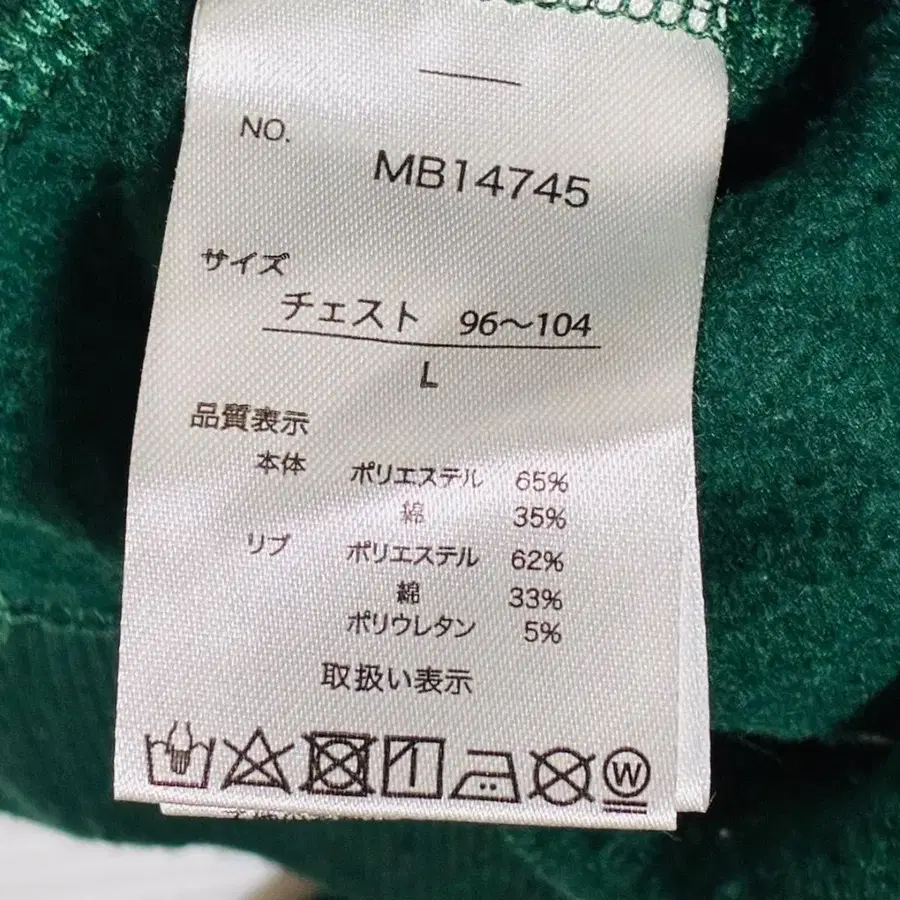 NO.
MB14745
サイズ
チェスト 96～104
L
品質表示
本体 ポリエステル 65%
綿 35%
リブ ポリエステル 62%
綿 33%
ポリウレタン 5%
取扱い表示
W